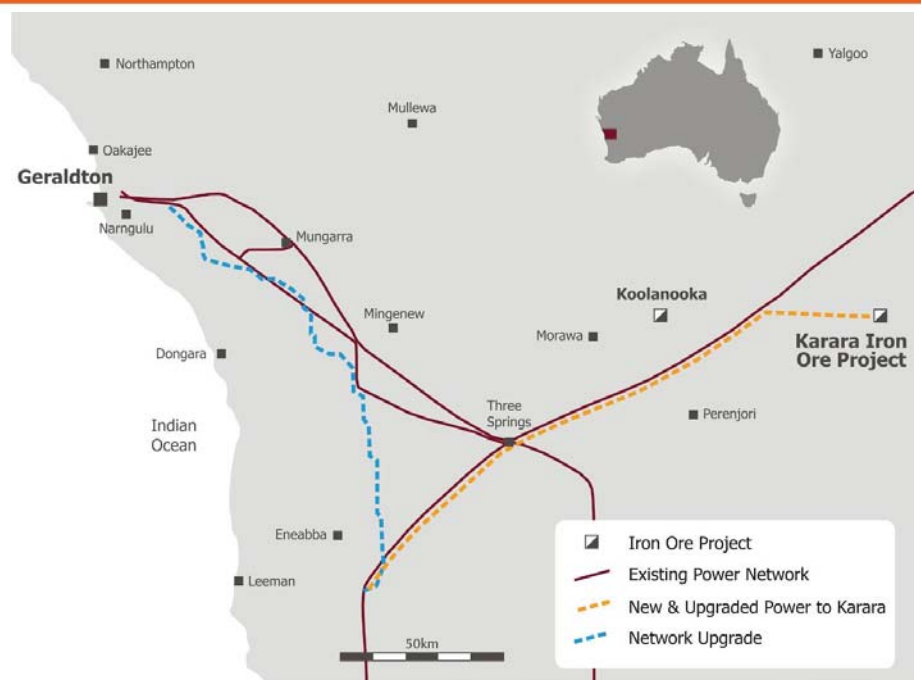 Northampton
Yalgoo
Mullewa
Oakajee
Geraldton
Narngulu
Mungarra
Koolanooka
Mingenew
Morawa
Karara Iron
Ore Project
Dongara
Three
Springs
Perenjori
Indian
Ocean
Eneabba
Leeman
50km
Iron Ore Project
Existing Power Network
New & Upgraded Power to Karara
Network Upgrade